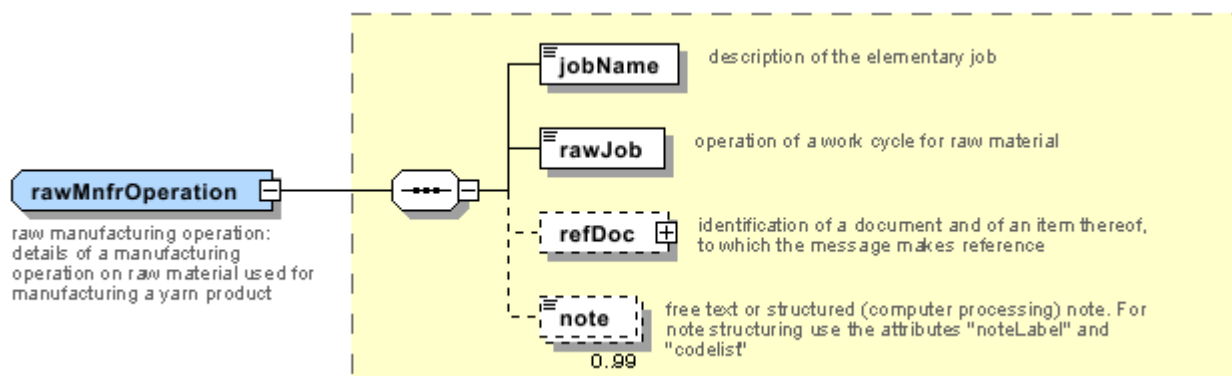 jobName
description of the elementary job
rawJob
operation of a work cycle for raw material
rawMnfrOperation
raw manufacturing operation:
details of a manufacturing
operation on raw material used for
manufacturing a yarn product
refDoc
identification of a document and of an item thereof,
to which the message makes reference
note
free text or structured (computer processing) note. For
note structuring use the attributes "noteLabel" and
"codelist"
0..99